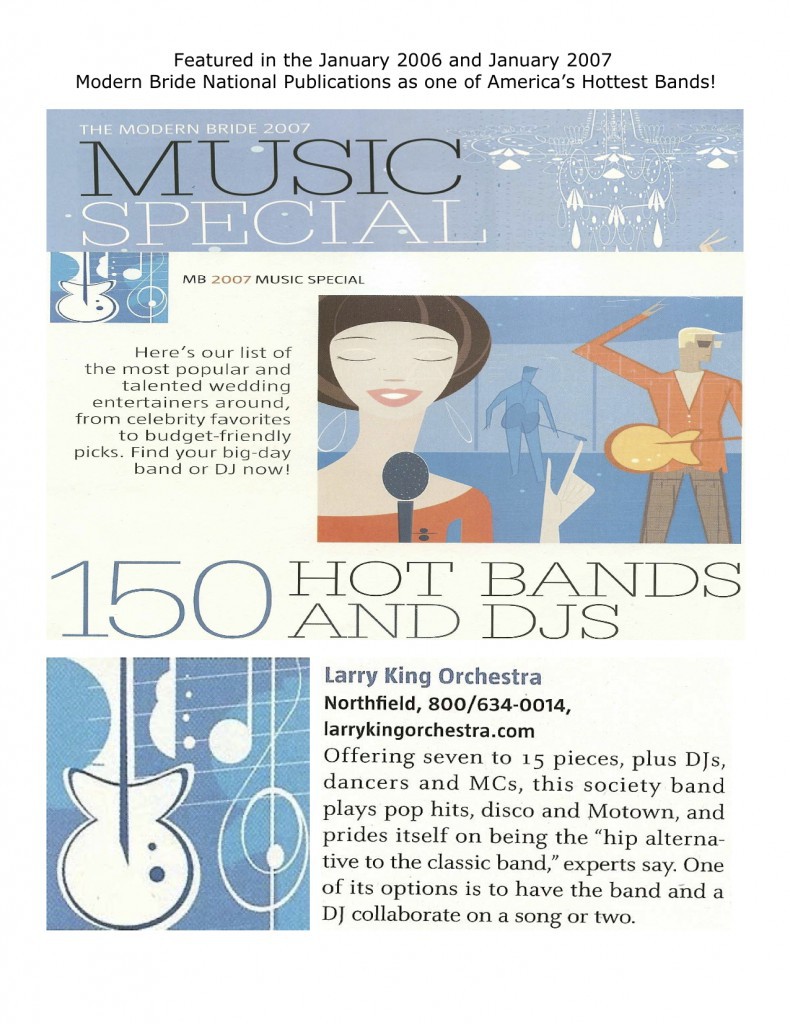 Featured in the January 2006 and January 2007
Modern Bride National Publications as one of America's Hottest Bands!
THE MODERN BRIDE 2007
MUSIC
SPECIAL
MB 2007 MUSIC SPECIAL
Here's our list of
the most popular and
talented wedding
entertainers around,
from celebrity favorites
to budget-friendly
picks. Find your big-day
band or DJ now!
150 HOT BANDS
AND DJS
Larry King Orchestra
Northfield, 800/634-0014,
larrykingorchestra.com
Offering seven to 15 pieces, plus DJs,
dancers and MCs, this society band
plays pop hits, disco and Motown, and
prides itself on being the "hip alterna-
tive to the classic band," experts say. One
of its options is to have the band and a
DJ collaborate on a song or two.